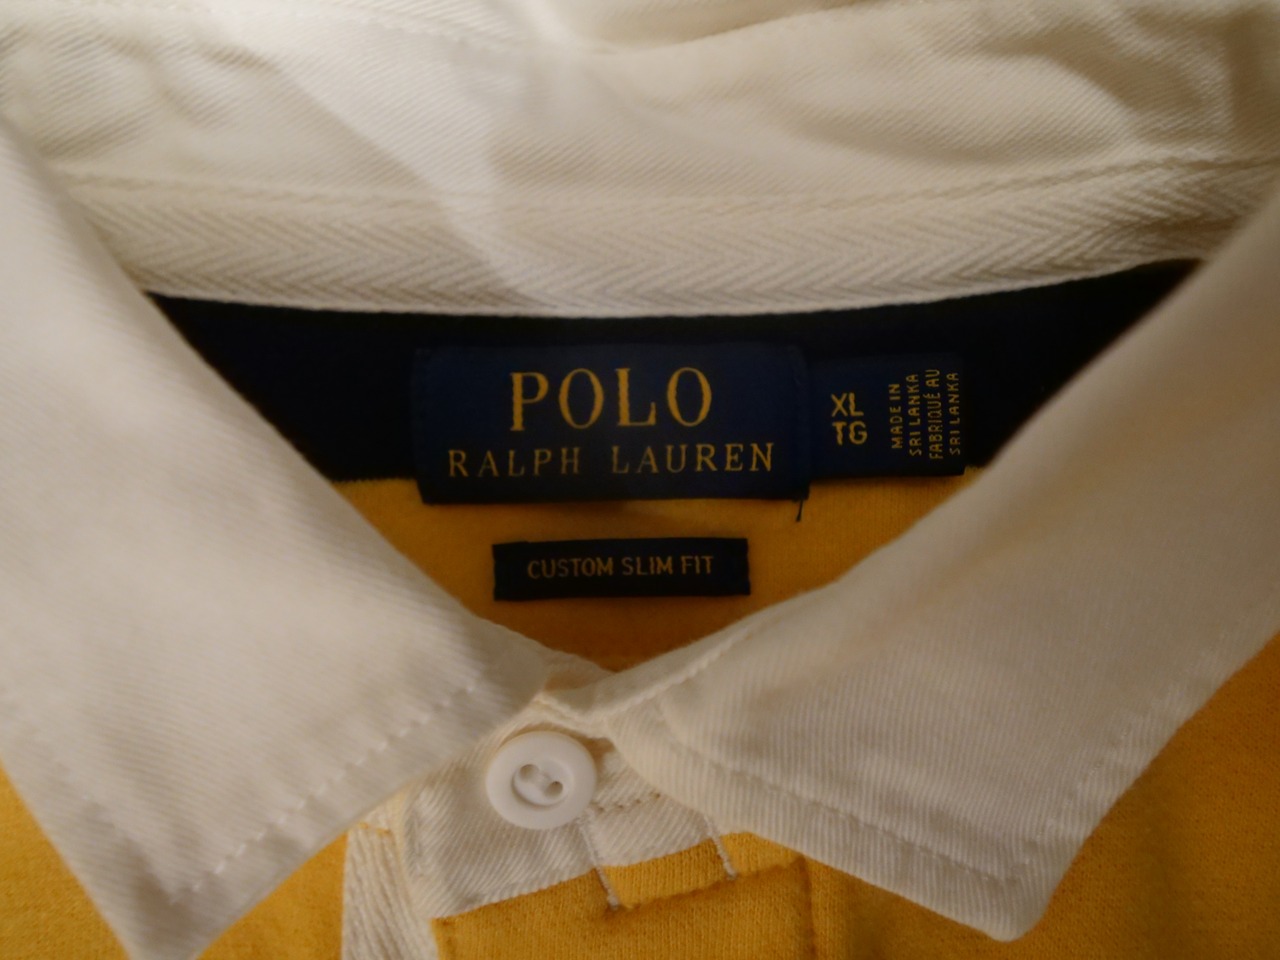 POLO
RALPH LAUREN
XL
TG
MADE IN
SRI LANKA
FABRIQUÉ AU
SRI LANKA
CUSTOM SLIM FIT